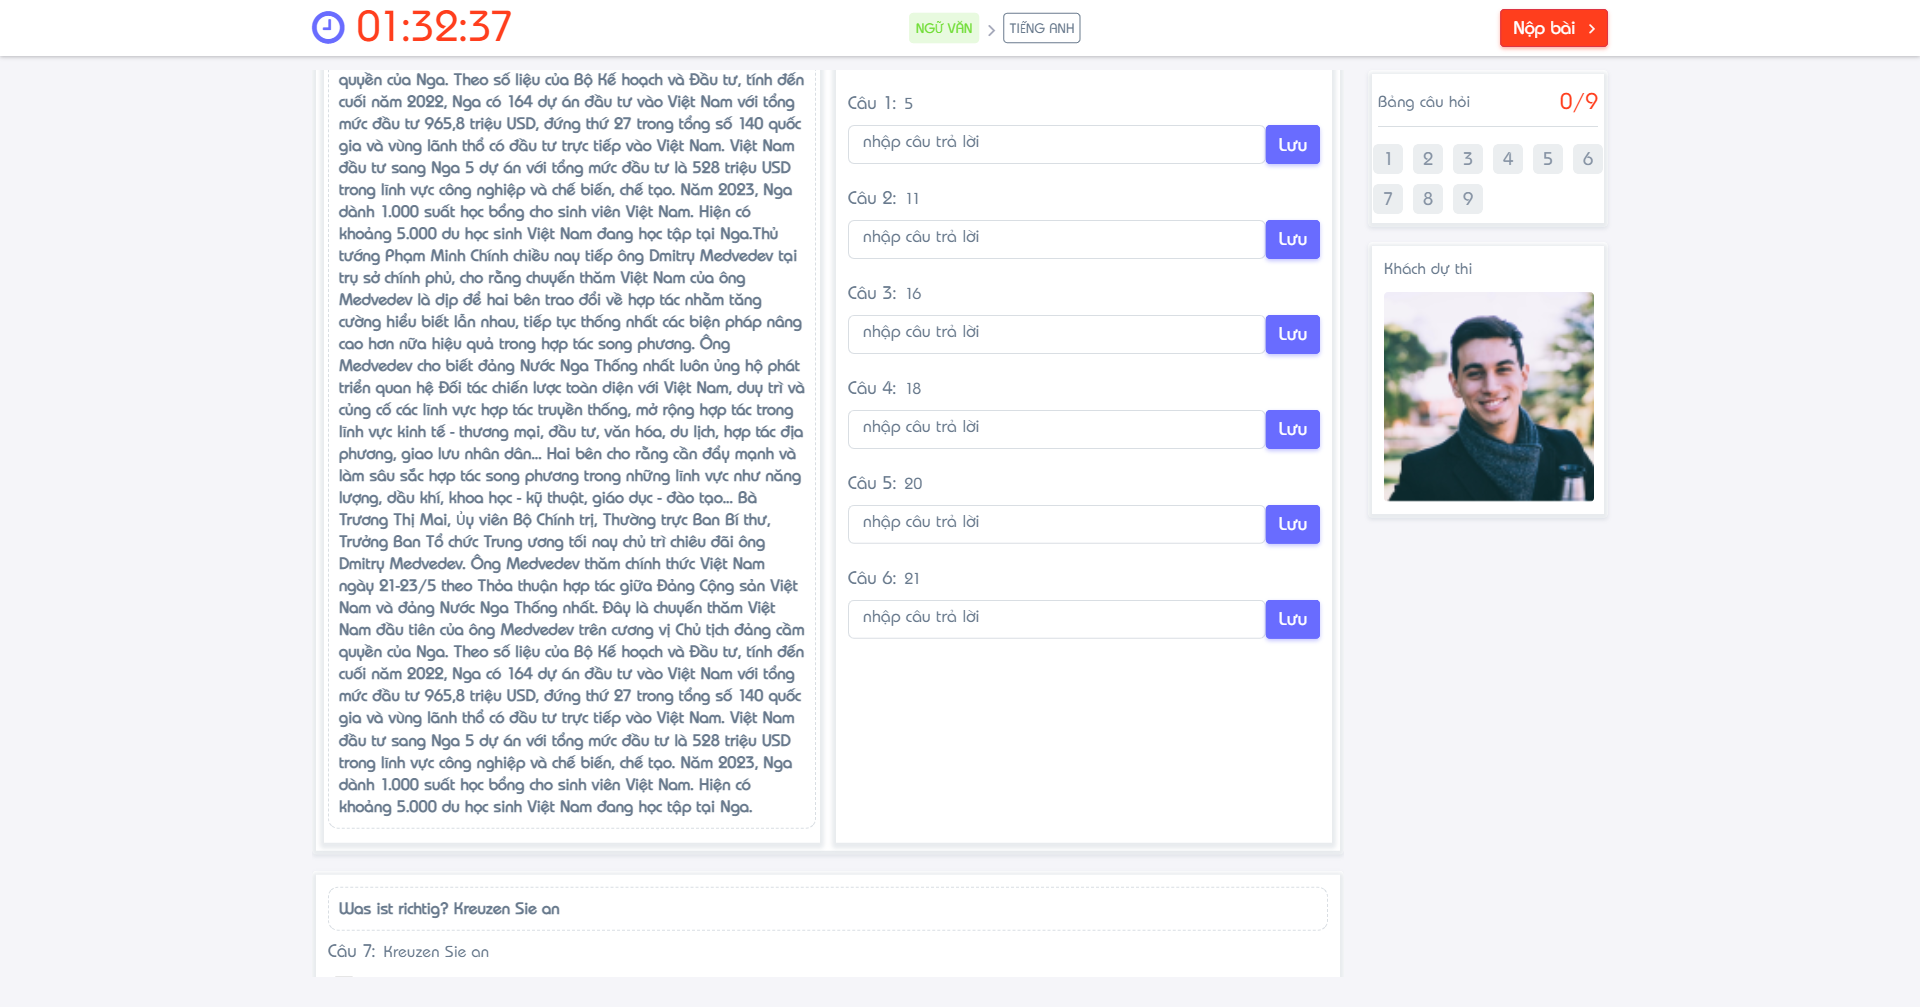 01:32:37
NGỮ VĂN
TIẾNG ANH
Nộp bài
quyền của Nga. Theo số liệu của Bộ Kế hoạch và Đầu tư, tính đến
cuối năm 2022, Nga có 164 dự án đầu tư vào Việt Nam với tổng
mức đầu tư 965,8 triệu USD, đứng thứ 27 trong tổng số 140 quốc
gia và vùng lãnh thổ có đầu tư trực tiếp vào Việt Nam. Việt Nam
đầu tư sang Nga 5 dự án với tổng mức đầu tư là 528 triệu USD
trong lĩnh vực công nghiệp và chế biến, chế tạo. Năm 2023, Nga
dành 1.000 suất học bổng cho sinh viên Việt Nam. Hiện có
khoảng 5.000 du học sinh Việt Nam đang học tập tại Nga.Thủ
tướng Phạm Minh Chính chiều nay tiếp ông Dmitry Medvedev tại
trụ sở chính phủ, cho rằng chuyến thăm Việt Nam của ông
Medvedev là dịp để hai bên trao đổi về hợp tác nhằm tăng
cường hiểu biết lẫn nhau, tiếp tục thống nhất các biện pháp nâng
cao hơn nữa hiệu quả trong hợp tác song phương. Ông
Medvedev cho biết đảng Nước Nga Thống nhất luôn ủng hộ phát
triển quan hệ Đối tác chiến lược toàn diện với Việt Nam, duy trì và
củng cố các lĩnh vực hợp tác truyền thống, mở rộng hợp tác trong
lĩnh vực kinh tế - thương mại, đầu tư, văn hóa, du lịch, hợp tác địa
phương, giao lưu nhân dân... Hai bên cho rằng cần đẩy mạnh và
làm sâu sắc hợp tác song phương trong những lĩnh vực như năng
lượng, dầu khí, khoa học - kỹ thuật, giáo dục - đào tạo... Bà
Trương Thị Mai, Ủy viên Bộ Chính trị, Thường trực Ban Bí thư,
Trưởng Ban Tổ chức Trung ương tối nay chủ trì chiêu đãi ông
Dmitry Medvedev. Ông Medvedev thăm chính thức Việt Nam
ngày 21-23/5 theo Thỏa thuận hợp tác giữa Đảng Cộng sản Việt
Nam và đảng Nước Nga Thống nhất. Đây là chuyến thăm Việt
Nam đầu tiên của ông Medvedev trên cương vị Chủ tịch đảng cầm
quyền của Nga. Theo số liệu của Bộ Kế hoạch và Đầu tư, tính đến
cuối năm 2022, Nga có 164 dự án đầu tư vào Việt Nam với tổng
mức đầu tư 965,8 triệu USD, đứng thứ 27 trong tổng số 140 quốc
gia và vùng lãnh thổ có đầu tư trực tiếp vào Việt Nam. Việt Nam
đầu tư sang Nga 5 dự án với tổng mức đầu tư là 528 triệu USD
trong lĩnh vực công nghiệp và chế biến, chế tạo. Năm 2023, Nga
dành 1.000 suất học bổng cho sinh viên Việt Nam. Hiện có
khoảng 5.000 du học sinh Việt Nam đang học tập tại Nga.
Câu 1: 5
nhập câu trả lời
Lưu
Câu 2: 11
nhập câu trả lời
Lưu
Câu 3: 16
nhập câu trả lời
Lưu
Câu 4: 18
nhập câu trả lời
Lưu
Câu 5: 20
nhập câu trả lời
Lưu
Câu 6: 21
nhập câu trả lời
Lưu
Bảng câu hỏi 0/9
1 2 3 4 5 6
7 8 9
Khách dự thi
Was ist richtig? Kreuzen Sie an
Câu 7: Kreuzen Sie an